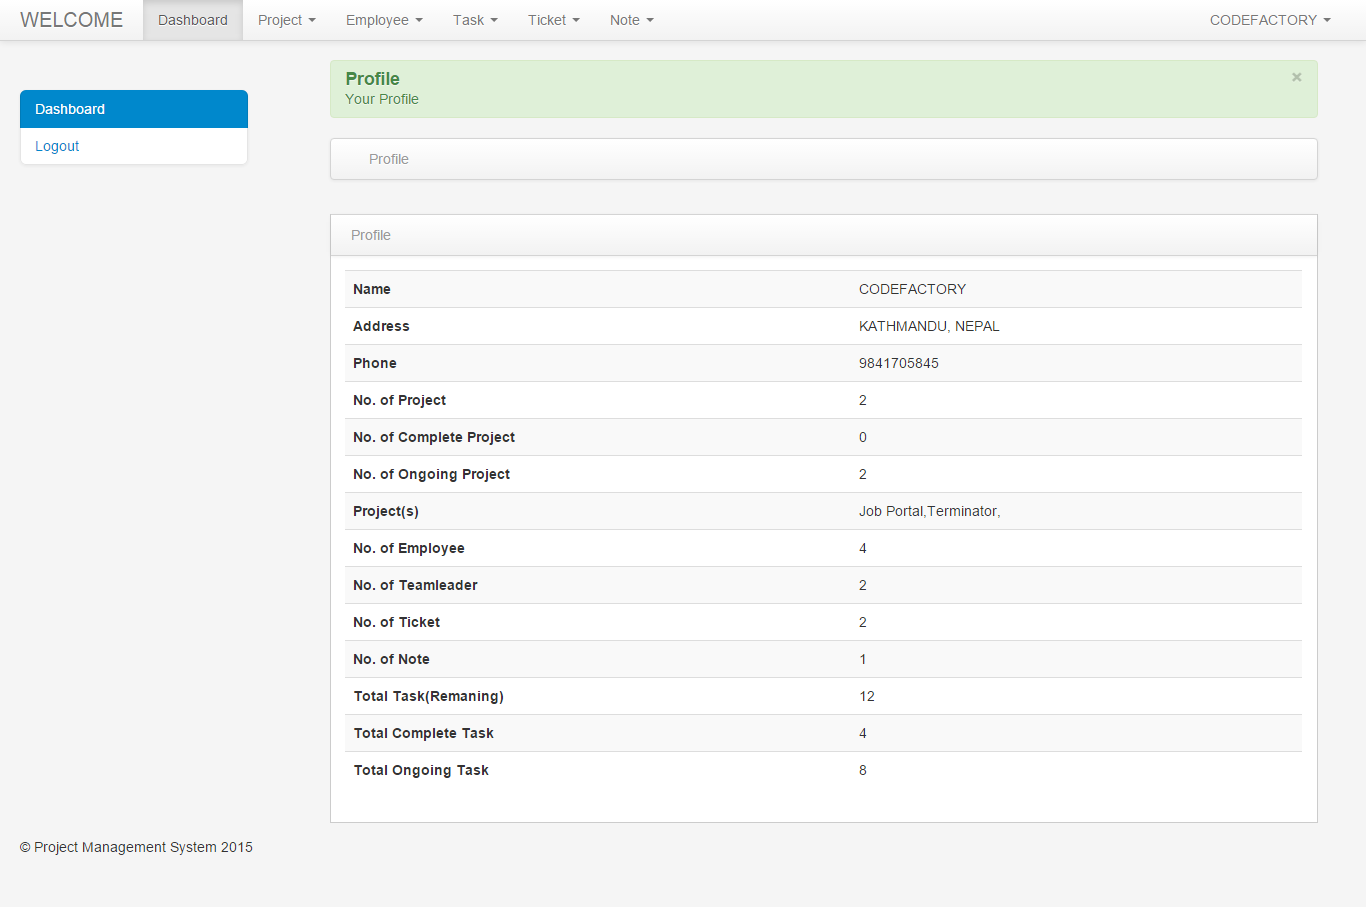 WELCOME Dashboard Project Employee Task Ticket Note CODEFACTORY
Profile ×
Your Profile
Dashboard
Logout
Profile
Profile
Name CODEFACTORY
Address KATHMANDU, NEPAL
Phone 9841705845
No. of Project 2
No. of Complete Project 0
No. of Ongoing Project 2
Project(s) Job Portal,Terminator,
No. of Employee 4
No. of Teamleader 2
No. of Ticket 2
No. of Note 1
Total Task(Remaning) 12
Total Complete Task 4
Total Ongoing Task 8
© Project Management System 2015